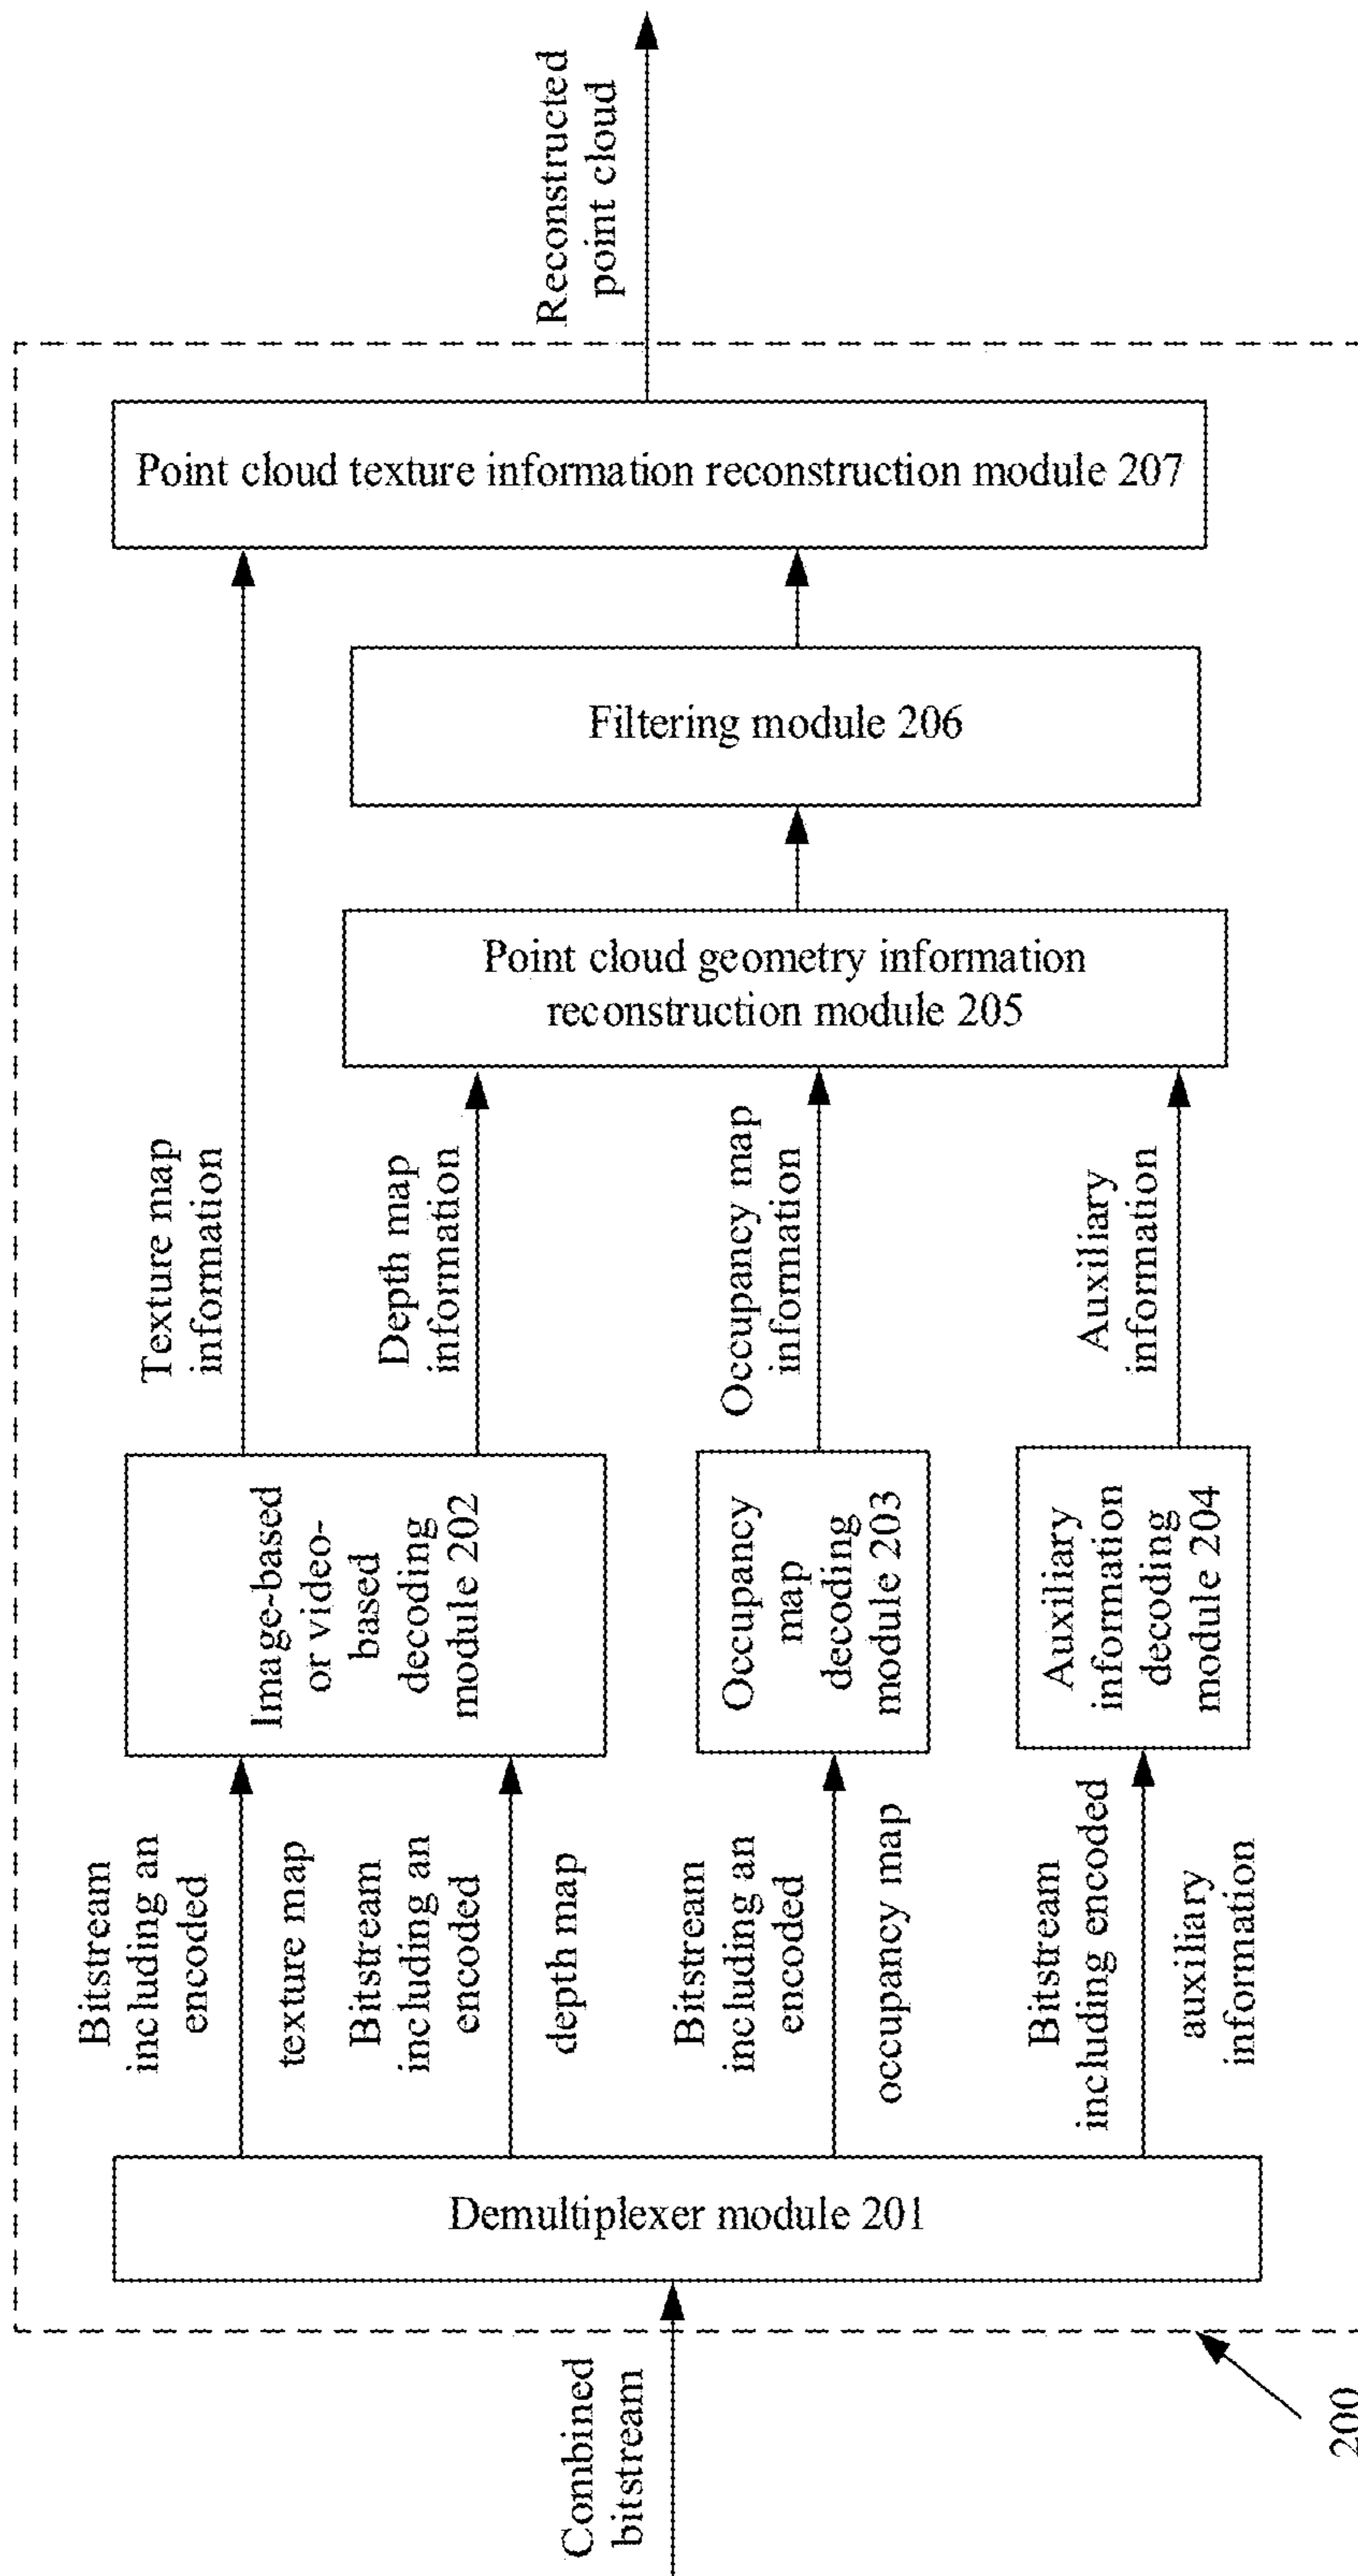 Combined
bitstream
200
Demultiplexer module 201
Bitstream
including an
encoded
texture map
Bitstream
including an
encoded
depth map
Bitstream
including an
encoded
occupancy map
Bitstream
including encoded
auxiliary
information
Image-based
or video-
based
decoding
module 202
Occupancy
map
decoding
module 203
Auxiliary
information
decoding
module 204
Texture map
information
Depth map
information
Occupancy map
information
Auxiliary
information
Point cloud geometry information
reconstruction module 205
Filtering module 206
Point cloud texture information reconstruction module 207
Reconstructed
point cloud